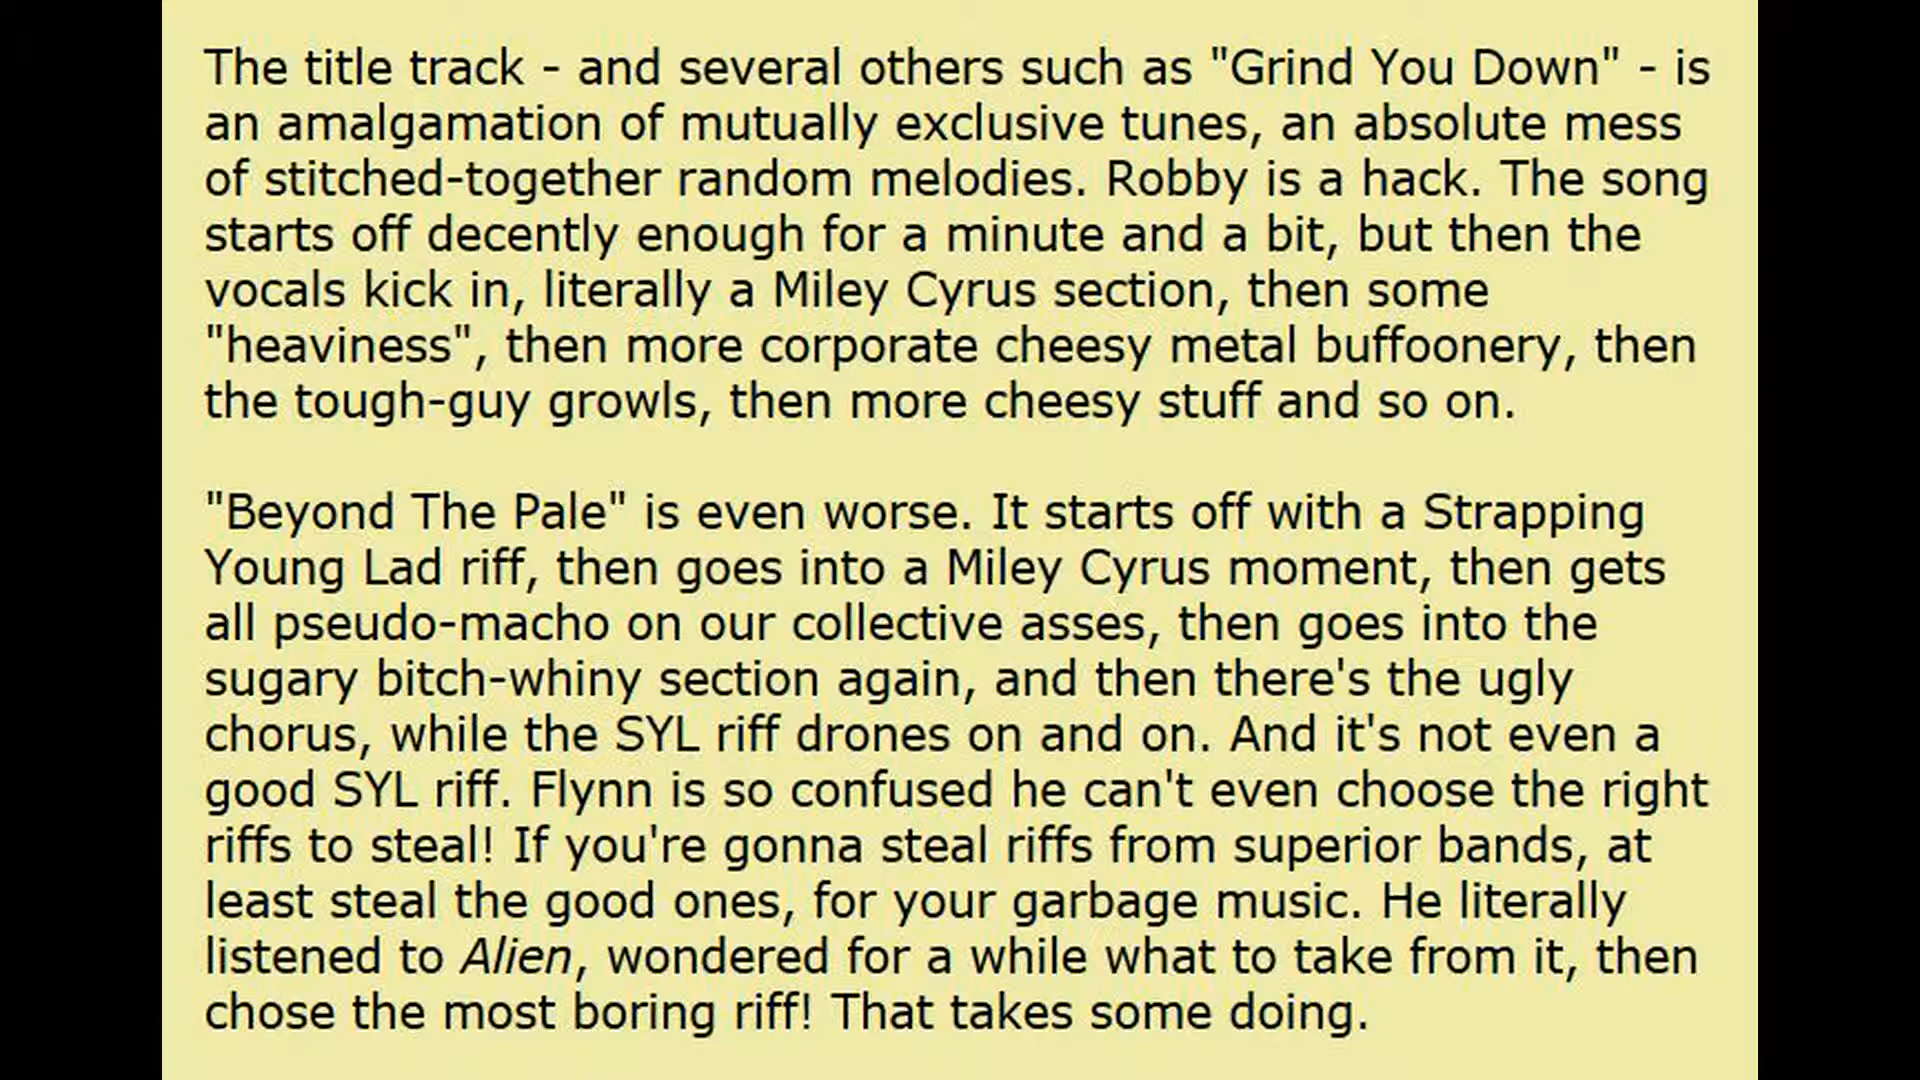 The title track - and several others such as "Grind You Down" - is
an amalgamation of mutually exclusive tunes, an absolute mess
of stitched-together random melodies. Robby is a hack. The song
starts off decently enough for a minute and a bit, but then the
vocals kick in, literally a Miley Cyrus section, then some
"heaviness", then more corporate cheesy metal buffoonery, then
the tough-guy growls, then more cheesy stuff and so on.
"Beyond The Pale" is even worse. It starts off with a Strapping
Young Lad riff, then goes into a Miley Cyrus moment, then gets
all pseudo-macho on our collective asses, then goes into the
sugary bitch-whiny section again, and then there's the ugly
chorus, while the SYL riff drones on and on. And it's not even a
good SYL riff. Flynn is so confused he can't even choose the right
riffs to steal! If you're gonna steal riffs from superior bands, at
least steal the good ones, for your garbage music. He literally
listened to Alien, wondered for a while what to take from it, then
chose the most boring riff! That takes some doing.